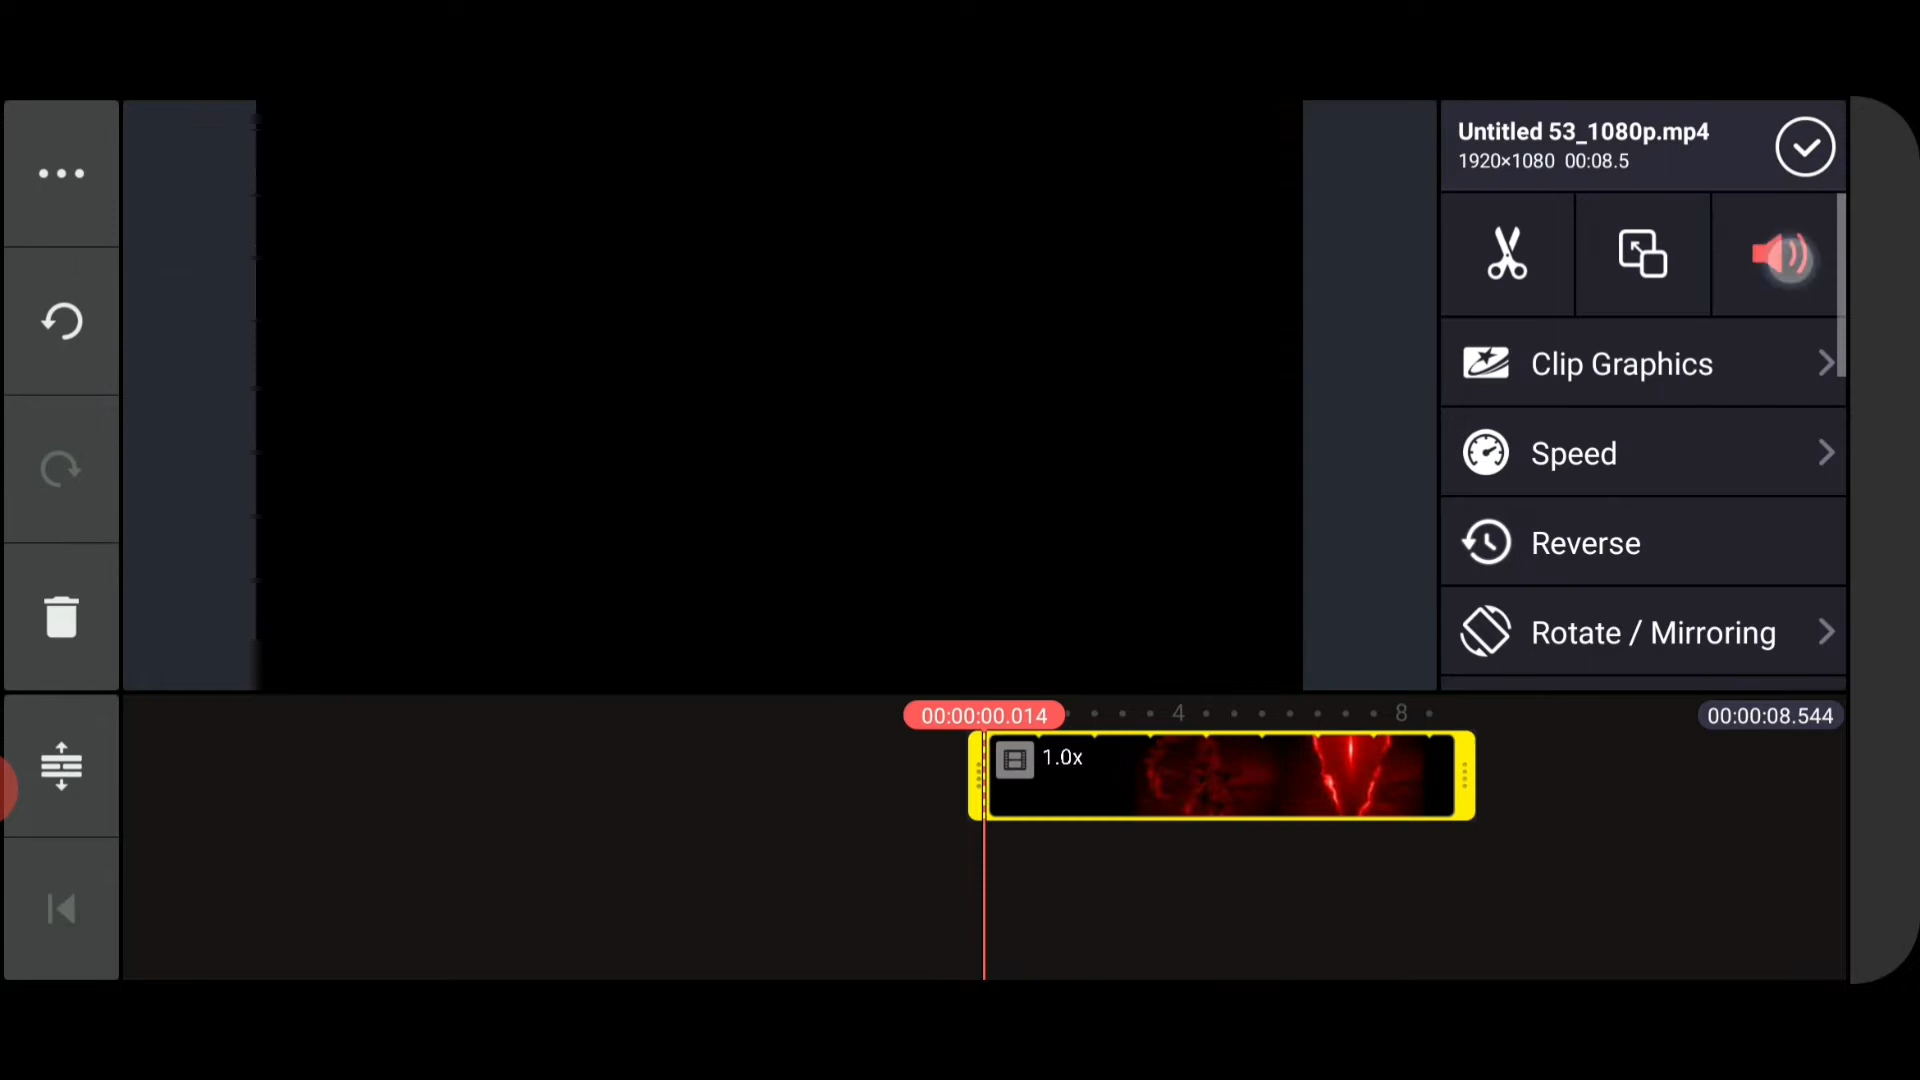 Untitled 53_1080p.mp4
1920×1080 00:08.5
Clip Graphics
Speed
Reverse
Rotate / Mirroring
00:00:00.014
4
8
00:00:08.544
1.0x